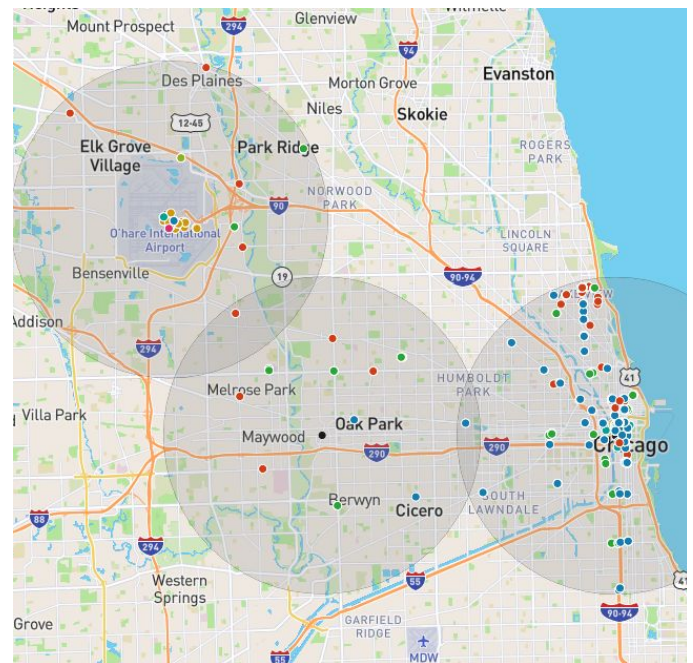 Mount Prospect
294
Glenview
94
Evanston
Des Plaines
Morton Grove
Niles
Skokie
12-45
Elk Grove
Village
Park Ridge
ROGERS
PARK
NORWOOD
PARK
90
O'hare International
Airport
LINCOLN
SQUARE
Bensenville
19
90-94
Addison
294
41
HUMBOLDT
PARK
Melrose Park
Villa Park
Maywood
Oak Park
290
290
Chicago
88
Berwyn
Cicero
SOUTH
LAWNDALE
294
Western
Springs
55
41
90-94
Grove
GARFIELD
RIDGE
55
MDW